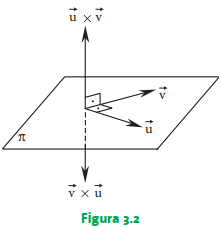 u⃗ × v⃗
v⃗
u⃗
π
v⃗ × u⃗
Figura 3.2